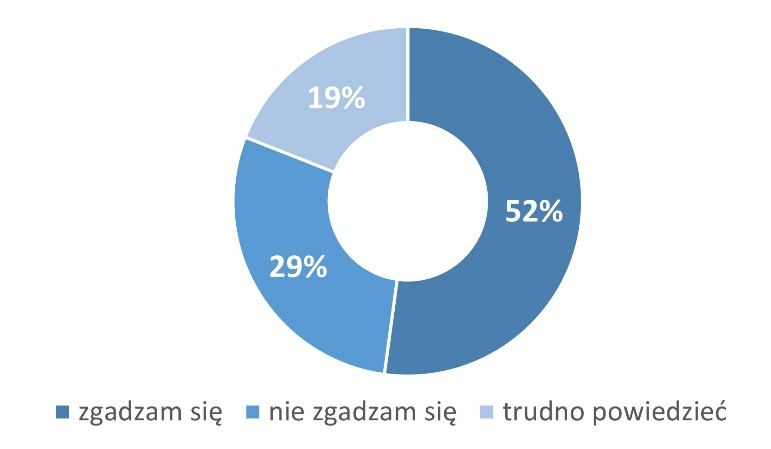 19%
52%
29%
zgadzam się nie zgadzam się trudno powiedzieć